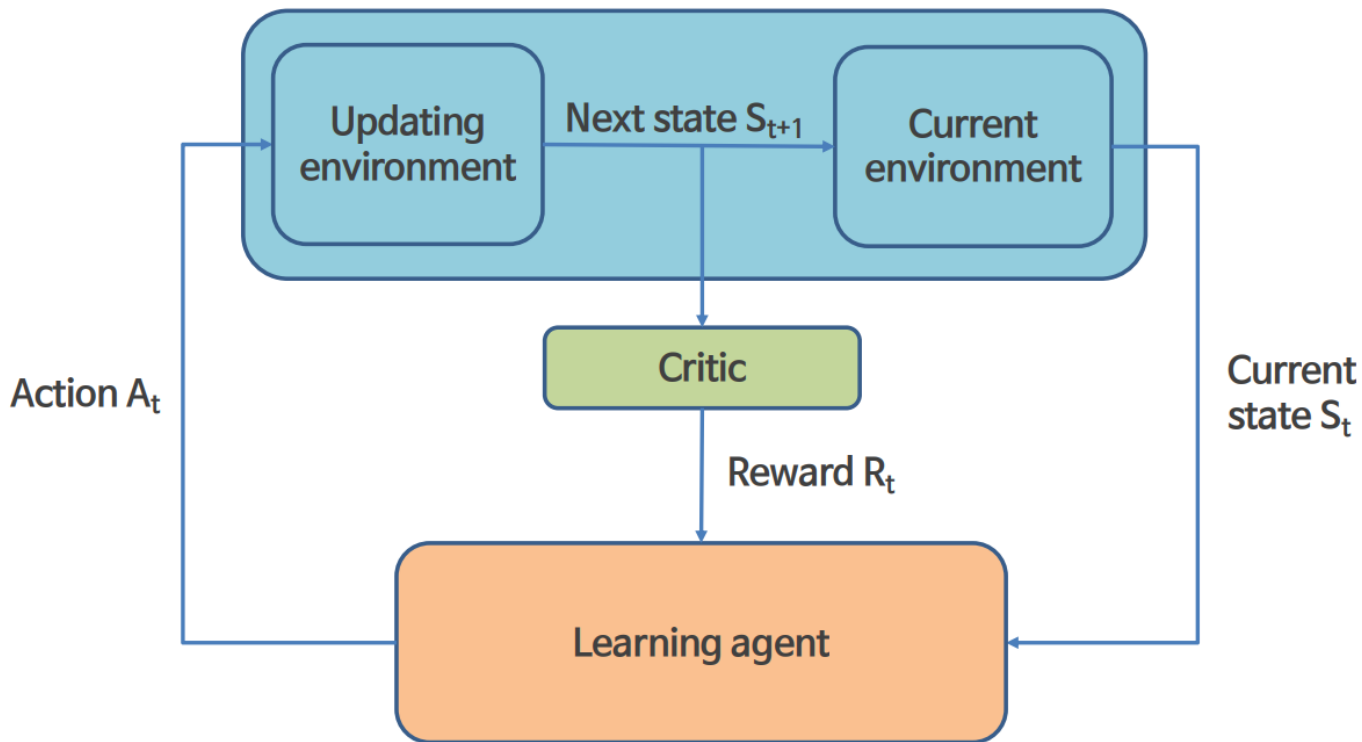 Updating
environment
Next state Sₜ₊₁
Current
environment
Critic
Action Aₜ
Current
state Sₜ
Reward Rₜ
Learning agent